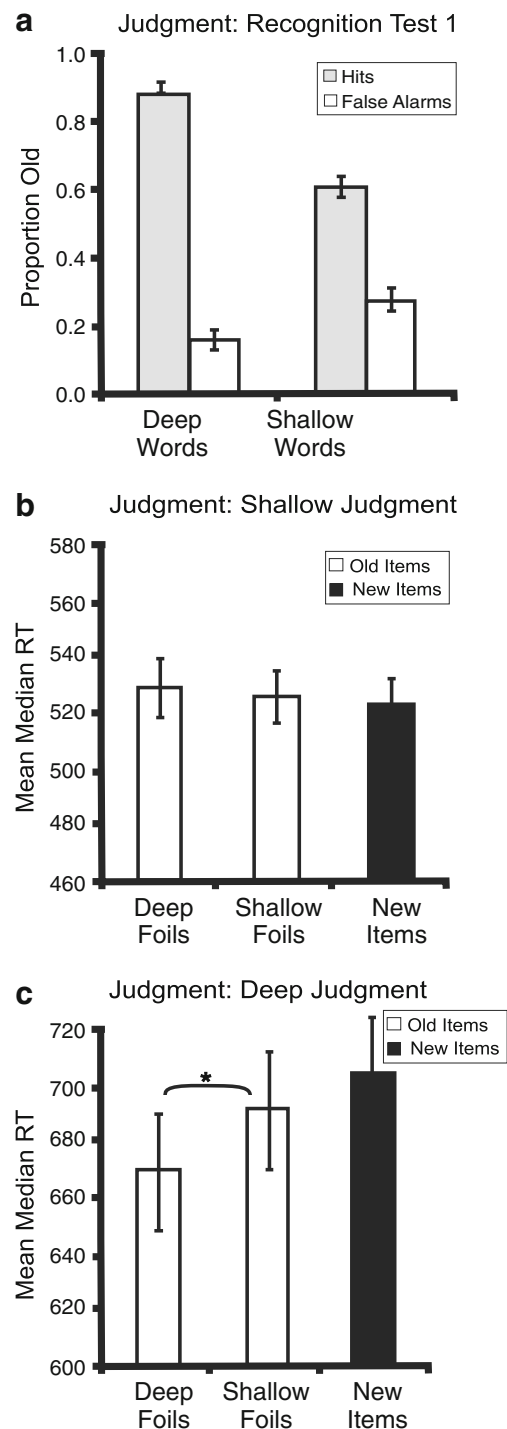 a
Judgment: Recognition Test 1
Hits
False Alarms
Proportion Old
1.0
0.8
0.6
0.4
0.2
0.0
Deep
Words
Shallow
Words
b
Judgment: Shallow Judgment
Old Items
New Items
Mean Median RT
580
560
540
520
500
480
460
Deep
Foils
Shallow
Foils
New
Items
c
Judgment: Deep Judgment
Old Items
New Items
Mean Median RT
720
700
680
660
640
620
600
*
Deep
Foils
Shallow
Foils
New
Items